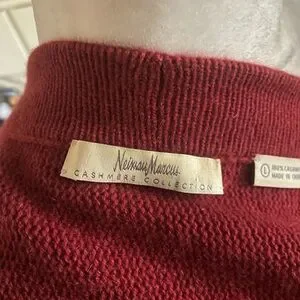 Neiman Marcus
CASHMERE COLLECTION
L
100% CASHM
MADE IN